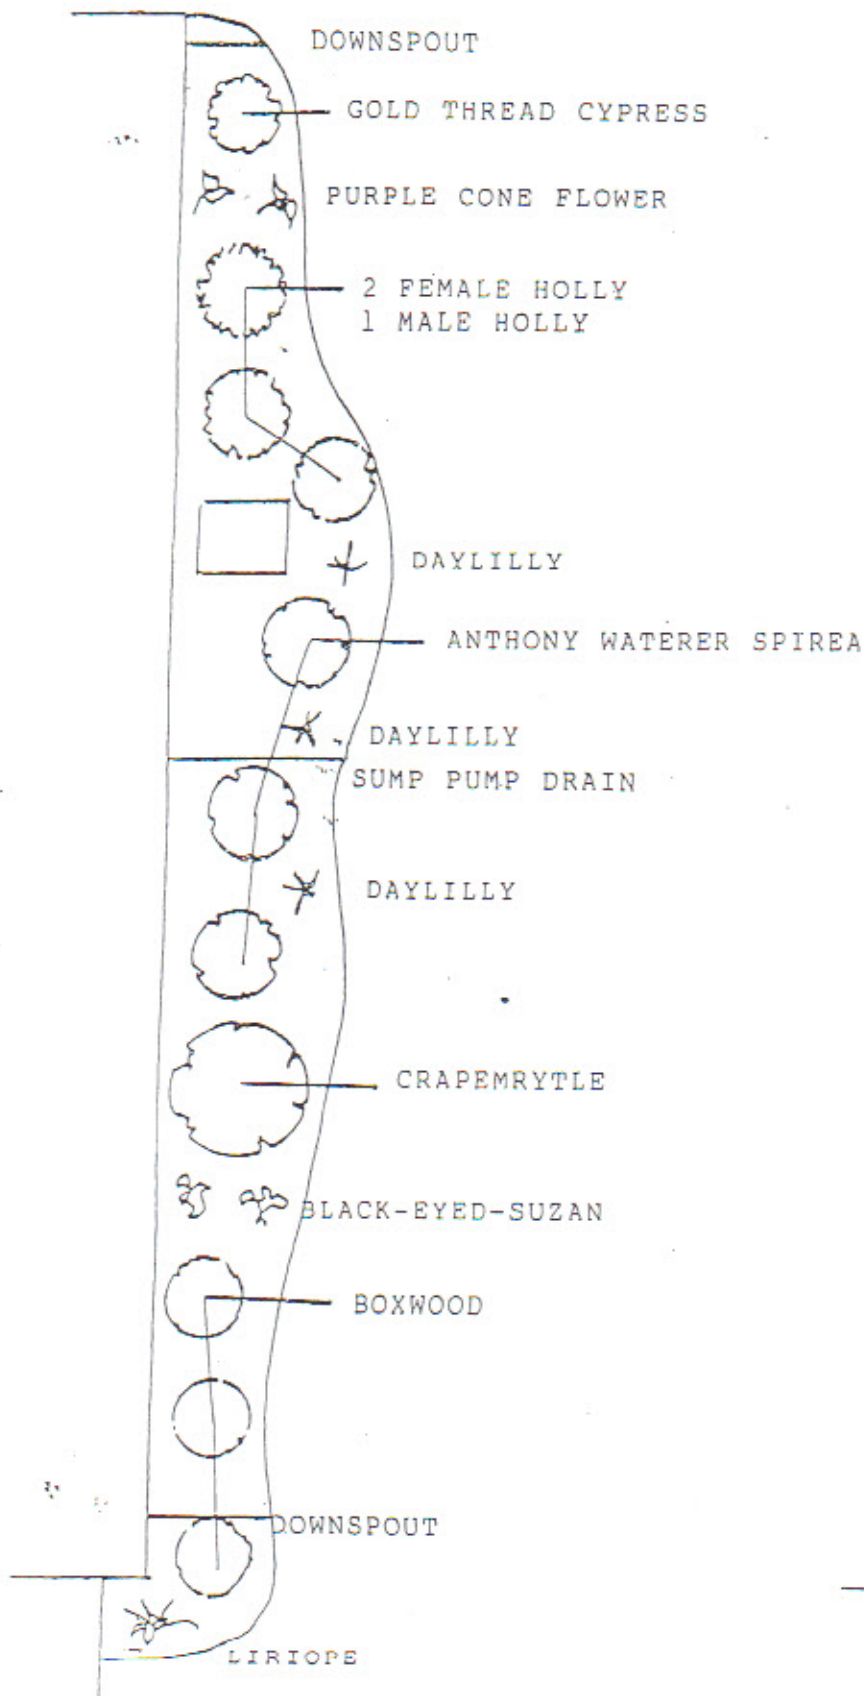 DOWNSPOUT
GOLD THREAD CYPRESS
PURPLE CONE FLOWER
2 FEMALE HOLLY
1 MALE HOLLY
DAYLILLY
ANTHONY WATERER SPIREA
DAYLILLY
SUMP PUMP DRAIN
DAYLILLY
CRAPEMRYTLE
BLACK-EYED-SUZAN
BOXWOOD
DOWNSPOUT
LIRIOPE